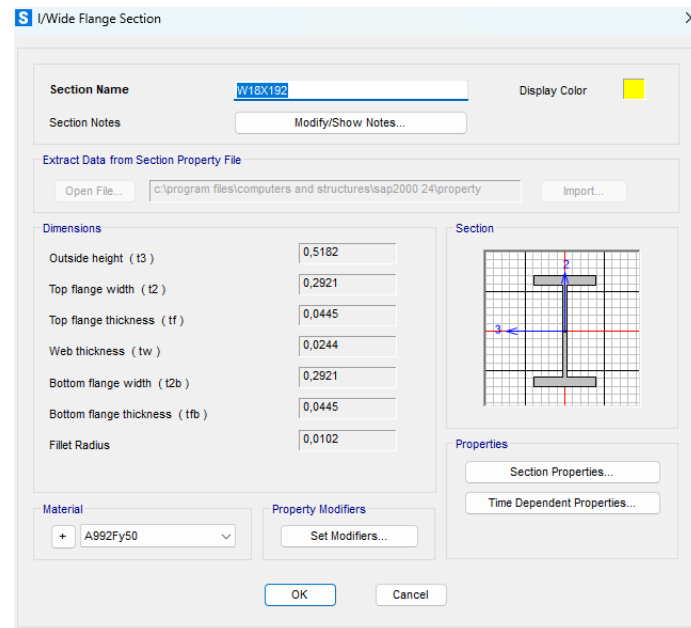 S I/Wide Flange Section
Section Name W18X192 Display Color
Section Notes Modify/Show Notes...
Extract Data from Section Property File
Open File... c:\program files\computers and structures\sap2000 24\property Import...
Dimensions
Outside height ( t3 ) 0,5182
Top flange width ( t2 ) 0,2921
Top flange thickness ( tf ) 0,0445
Web thickness ( tw ) 0,0244
Bottom flange width ( t2b ) 0,2921
Bottom flange thickness ( tfb ) 0,0445
Fillet Radius 0,0102
Section
2
3
Properties
Section Properties...
Time Dependent Properties...
Material
+ A992Fy50
Property Modifiers
Set Modifiers...
OK Cancel